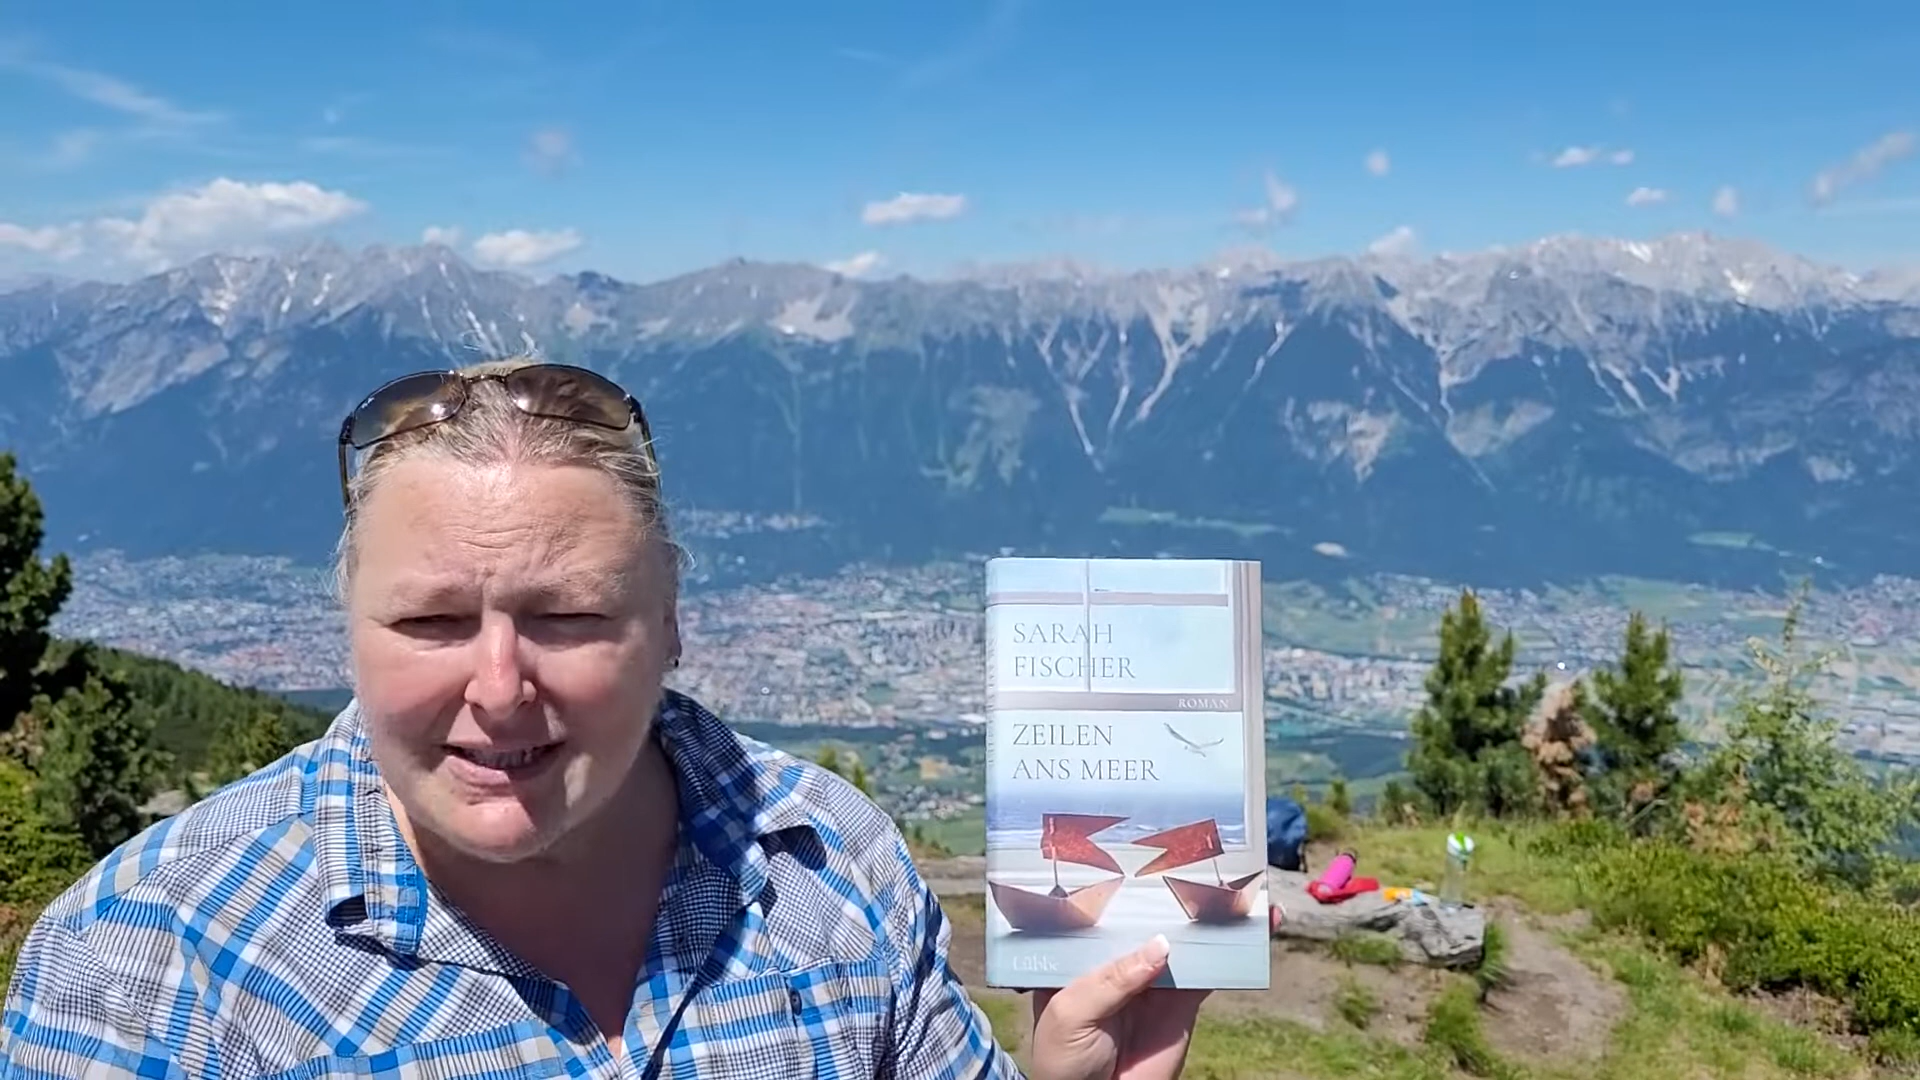 SARAH
FISCHER
ROMAN
ZEILEN
ANS MEER
Lübbe